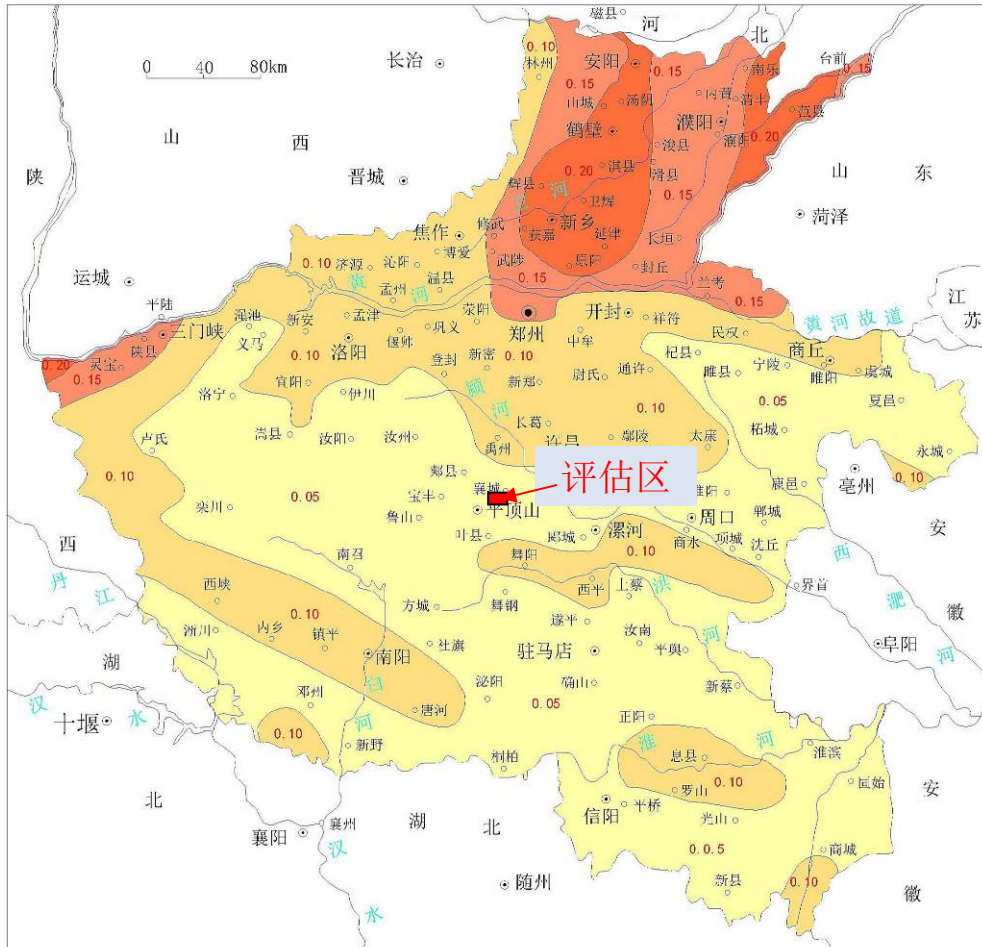 磁县
河
北
长治
0.10
林州
安阳
0.15
台前
0.15
0 40 80km
0.15
南乐
内黄
清丰
范县
山城
汤阴
山
西
鹤壁
濮阳
濮阳
0.20
陕
晋城
浚县
淇县
0.20
滑县
山
东
辉县
卫
河
卫辉
0.15
菏泽
新乡
获嘉
延津
修武
长垣
焦作
博爱
武陟
原阳
封丘
运城
0.10
济源
沁阳
温县
0.15
兰考
0.15
黄
河
孟州
江
苏
平陆
三门峡
渑池
义马
新安
孟津
荥阳
郑州
开封
祥符
民权
黄河故道
陕县
灵宝
0.20
0.15
洛阳
偃师
巩义
中牟
0.10
登封
新密
0.10
杞县
睢县
宁陵
商丘
睢阳
虞城
宜阳
伊川
新郑
尉氏
通许
洛宁
颍
河
0.05
夏邑
卢氏
嵩县
汝阳
汝州
长葛
0.10
禹州
许昌
鄢陵
太康
柘城
永城
0.10
郏县
评估区
0.10
亳州
0.05
宝丰
襄城
鹿邑
栾川
鲁山
平顶山
周口
郸城
安
叶县
郾城
漯河
商水
项城
沈丘
西
南召
舞阳
0.10
丹
江
西平
上蔡
洪
界首
西
淝
河
徽
西峡
0.10
方城
舞钢
遂平
河
淅川
内乡
镇平
社旗
汝南
湖
南阳
驻马店
平舆
阜阳
邓州
白
河
泌阳
确山
新蔡
汉
水
十堰
唐河
0.05
正阳
0.10
新野
桐柏
淮
河
淮滨
息县
固始
北
罗山
0.10
信阳
平桥
光山
安
襄阳
襄州
湖
北
商城
汉
0.0.5
随州
新县
0.10
水
徽